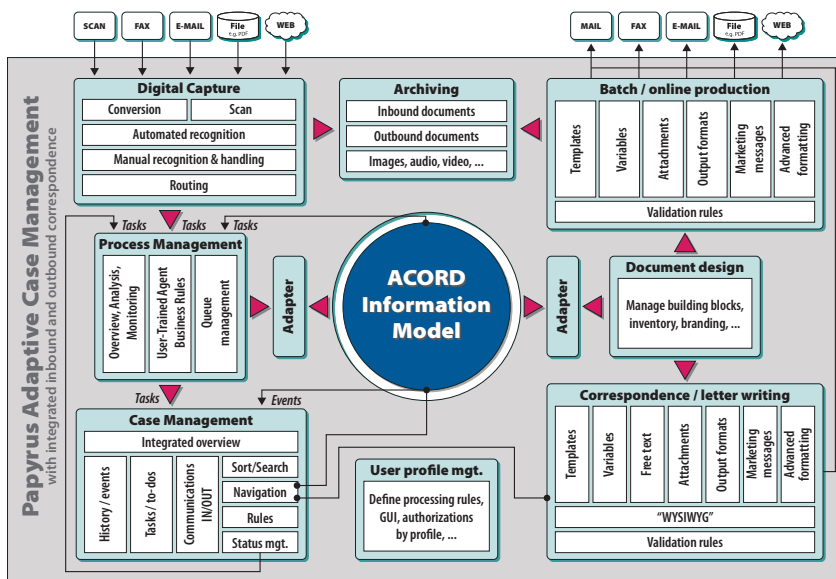 SCAN
FAX
E-MAIL
File
e.g. PDF
WEB
MAIL
FAX
E-MAIL
File
e.g. PDF
WEB
Papyrus Adaptive Case Management
with integrated inbound and outbound correspondence
Digital Capture
Conversion
Scan
Automated recognition
Manual recognition & handling
Routing
Archiving
Inbound documents
Outbound documents
Images, audio, video, ...
Batch / online production
Templates
Variables
Attachments
Output formats
Marketing
messages
Advanced
formatting
Validation rules
Tasks
Tasks
Tasks
Process Management
Overview, Analysis,
Monitoring
User-Trained Agent
Business Rules
Queue
management
Adapter
ACORD
Information
Model
Adapter
Document design
Manage building blocks,
inventory, branding, ...
Tasks
Events
Case Management
Integrated overview
History / events
Tasks / to-dos
Communications
IN/OUT
Sort/Search
Navigation
Rules
Status mgt.
User profile mgt.
Define processing rules,
GUI, authorizations
by profile, ...
Correspondence / letter writing
Templates
Variables
Free text
Attachments
Output formats
Marketing
messages
Advanced
formatting
“WYSIWYG”
Validation rules